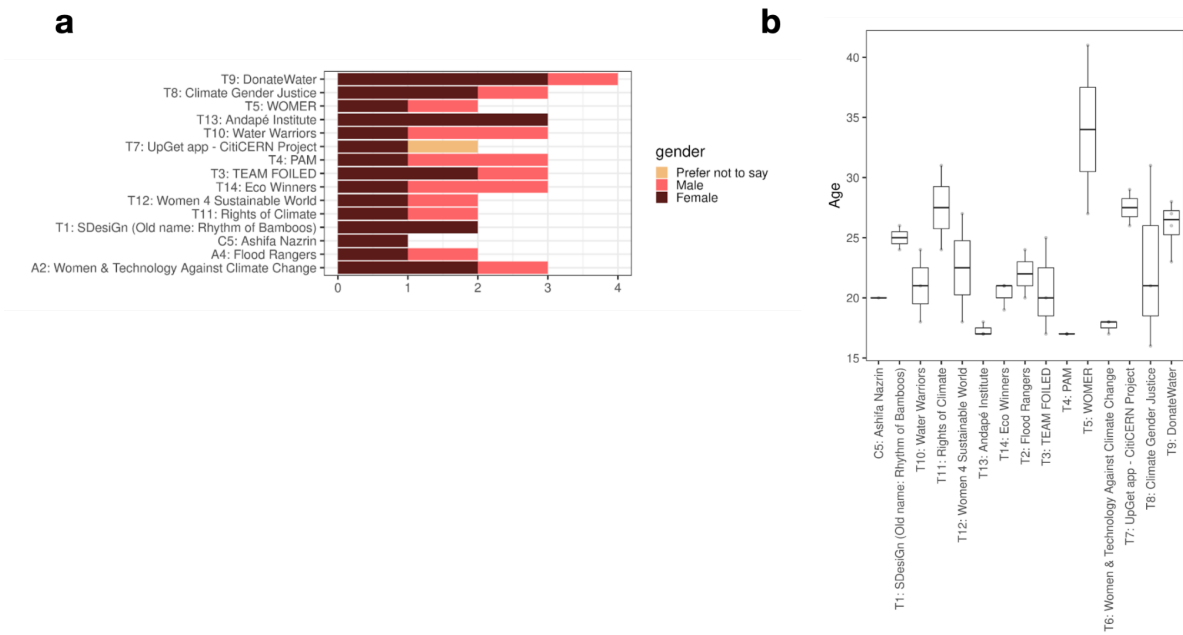 a
T9: DonateWater
T8: Climate Gender Justice
T5: WOMER
T13: Andapé Institute
T10: Water Warriors
T7: UpGet app - CitiCERN Project
T4: PAM
T3: TEAM FOILED
T14: Eco Winners
T12: Women 4 Sustainable World
T11: Rights of Climate
T1: SDesiGn (Old name: Rhythm of Bamboos)
C5: Ashifa Nazrin
A4: Flood Rangers
A2: Women & Technology Against Climate Change
0 1 2 3 4
gender
Prefer not to say
Male
Female
b
Age
40
35
30
25
20
15
C5: Ashifa Nazrin
T1: SDesiGn (Old name: Rhythm of Bamboos)
T10: Water Warriors
T11: Rights of Climate
T12: Women 4 Sustainable World
T13: Andapé Institute
T14: Eco Winners
T2: Flood Rangers
T3: TEAM FOILED
T4: PAM
T5: WOMER
T6: Women & Technology Against Climate Change
T7: UpGet app - CitiCERN Project
T8: Climate Gender Justice
T9: DonateWater